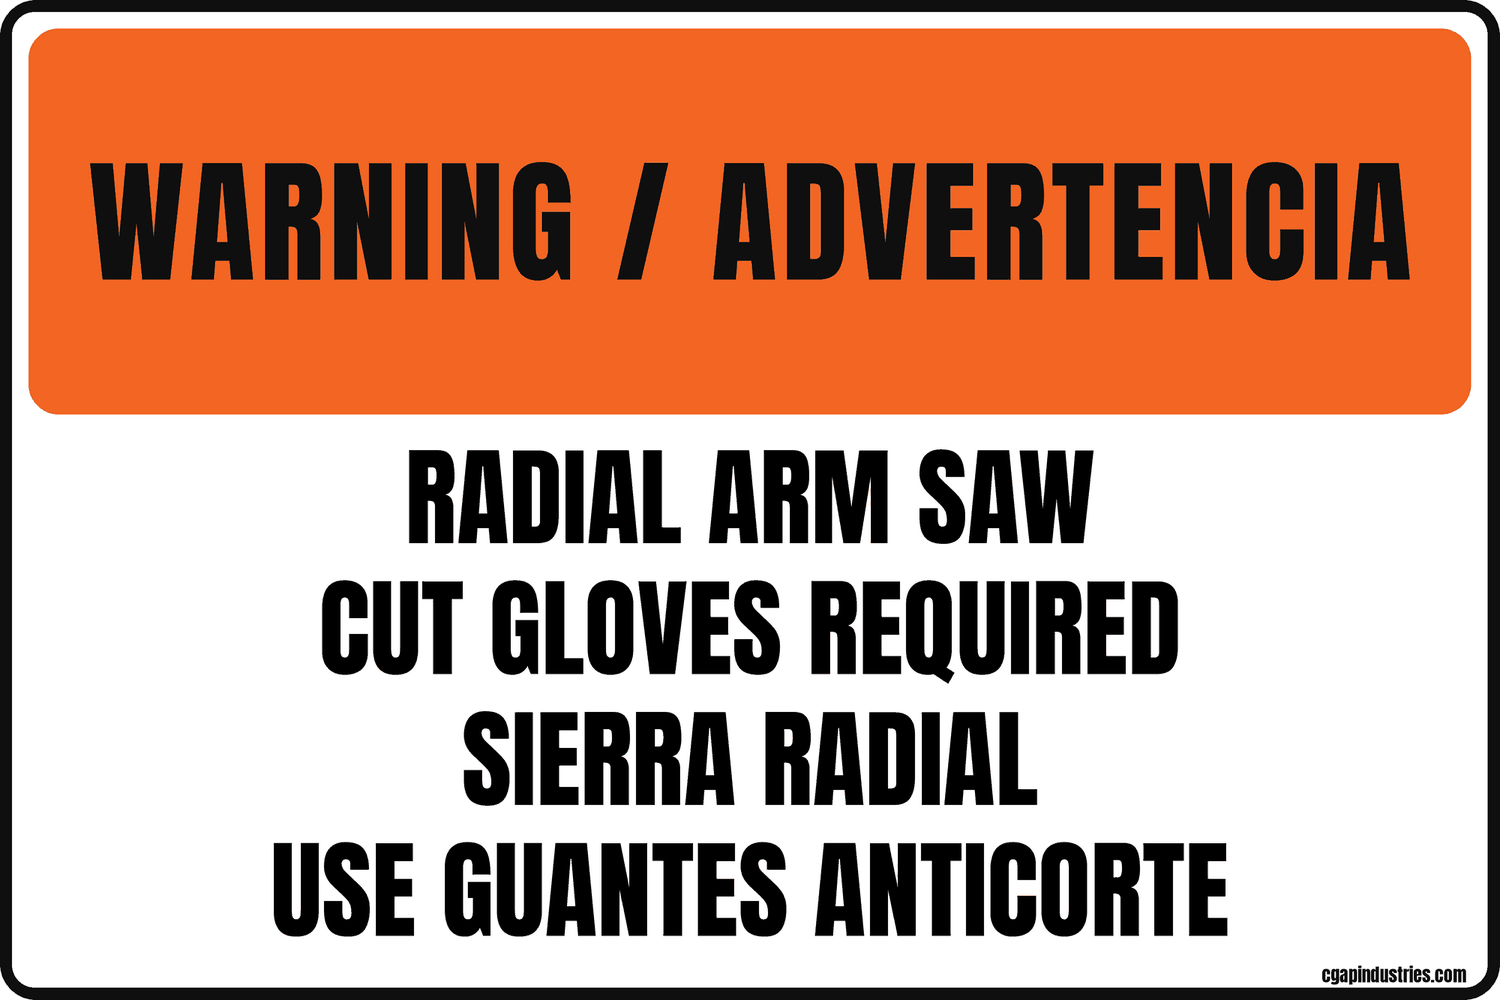 WARNING / ADVERTENCIA
RADIAL ARM SAW
CUT GLOVES REQUIRED
SIERRA RADIAL
USE GUANTES ANTICORTE
cgapindustries.com